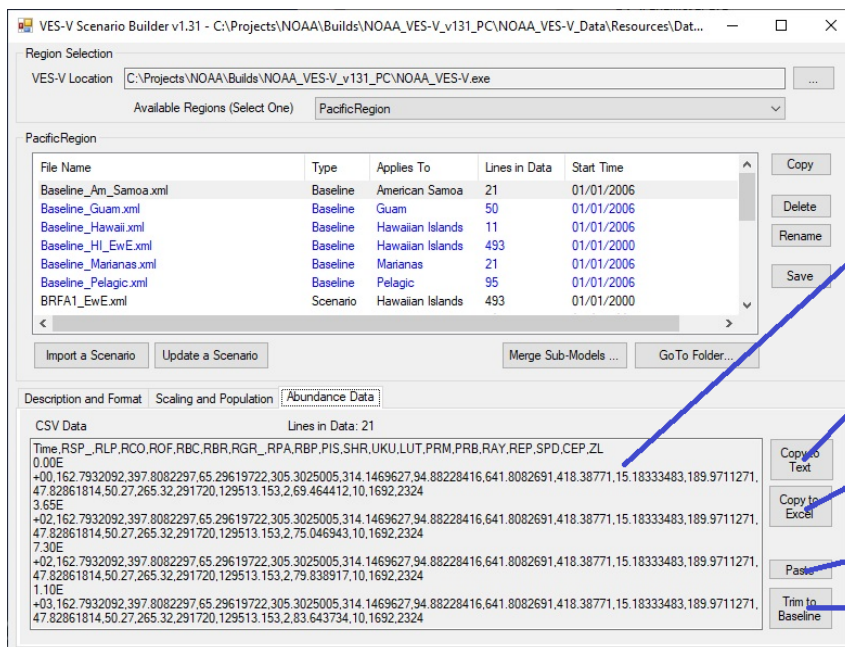 VES-V Scenario Builder v1.31 - C:\Projects\NOAA\Builds\NOAA_VES-V_v131_PC\NOAA_VES-V_Data\Resources\Dat...
Region Selection
VES-V Location C:\Projects\NOAA\Builds\NOAA_VES-V_v131_PC\NOAA_VES-V.exe ...
Available Regions (Select One) PacificRegion
PacificRegion
File Name Type Applies To Lines in Data Start Time Copy
Baseline_Am_Samoa.xml Baseline American Samoa 21 01/01/2006
Baseline_Guam.xml Baseline Guam 50 01/01/2006 Delete
Baseline_Hawaii.xml Baseline Hawaiian Islands 11 01/01/2006
Baseline_HI_EwE.xml Baseline Hawaiian Islands 493 01/01/2000 Rename
Baseline_Marianas.xml Baseline Marianas 21 01/01/2006
Baseline_Pelagic.xml Baseline Pelagic 95 01/01/2006 Save
BRFA1_EwE.xml Scenario Hawaiian Islands 493 01/01/2000
Import a Scenario Update a Scenario Merge Sub-Models ... GoTo Folder...
Description and Format Scaling and Population Abundance Data
CSV Data Lines in Data: 21
Time,RSP_,RLP,RCO,ROF,RBC,RBR,RGR_,RPA,RBP,PIS,SHR,UKU,LUT,PRM,PRB,RAY,REP,SPD,CEP,ZL
0.00E
+00,162.7932092,397.8082297,65.29619722,305.3025005,314.1469627,94.88228416,641.8082691,418.38771,15.18333483,189.9711271,
47.82861814,50.27,265.32,291720,129513.153,2,69.464412,10,1692,2324
3.65E
+02,162.7932092,397.8082297,65.29619722,305.3025005,314.1469627,94.88228416,641.8082691,418.38771,15.18333483,189.9711271,
47.82861814,50.27,265.32,291720,129513.153,2,75.046943,10,1692,2324
7.30E
+02,162.7932092,397.8082297,65.29619722,305.3025005,314.1469627,94.88228416,641.8082691,418.38771,15.18333483,189.9711271,
47.82861814,50.27,265.32,291720,129513.153,2,79.838917,10,1692,2324
1.10E
+03,162.7932092,397.8082297,65.29619722,305.3025005,314.1469627,94.88228416,641.8082691,418.38771,15.18333483,189.9711271,
47.82861814,50.27,265.32,291720,129513.153,2,83.643734,10,1692,2324
Copy to
Text
Copy to
Excel
Paste
Trim to
Baseline